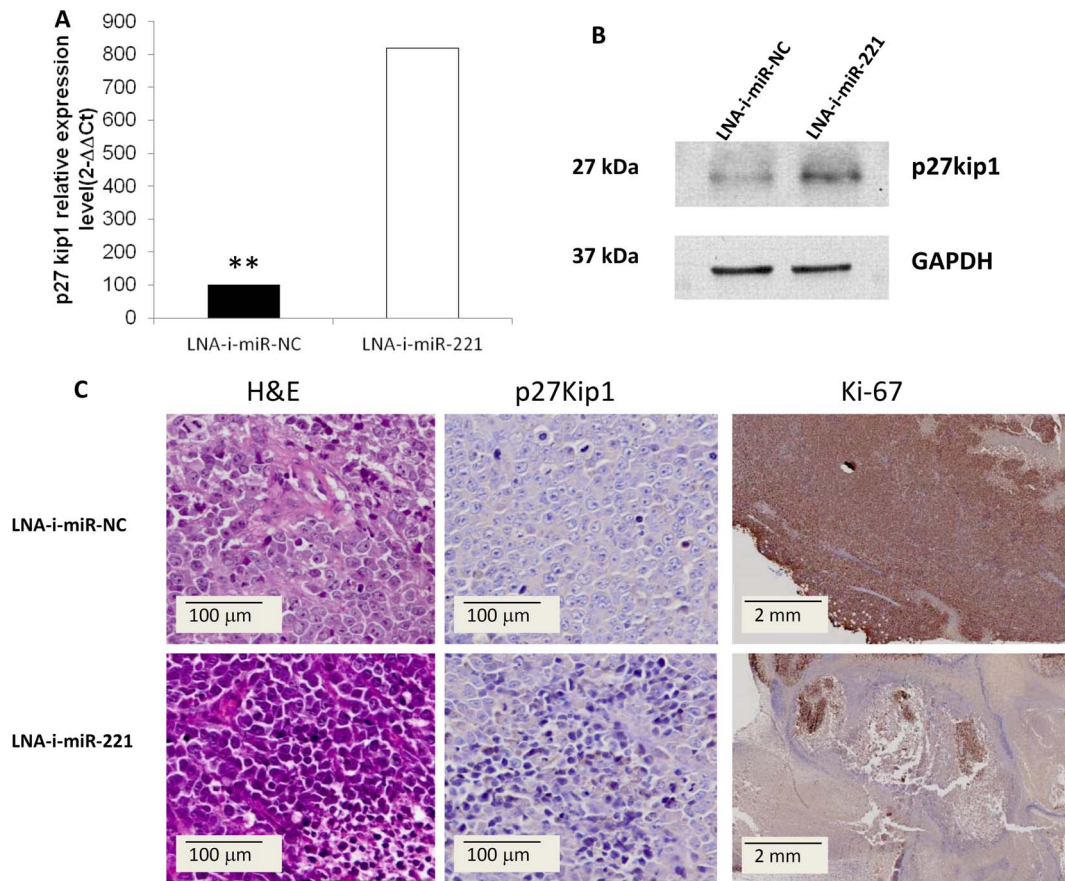 A
p27 kip1 relative expression
level(2-ΔΔCt)
900
800
700
600
500
400
300
200
100
0
**
LNA-i-miR-NC
LNA-i-miR-221
B
LNA-i-miR-NC
LNA-i-miR-221
27 kDa
p27kip1
37 kDa
GAPDH
C
H&E
p27Kip1
Ki-67
LNA-i-miR-NC
100 µm
100 µm
2 mm
LNA-i-miR-221
100 µm
100 µm
2 mm